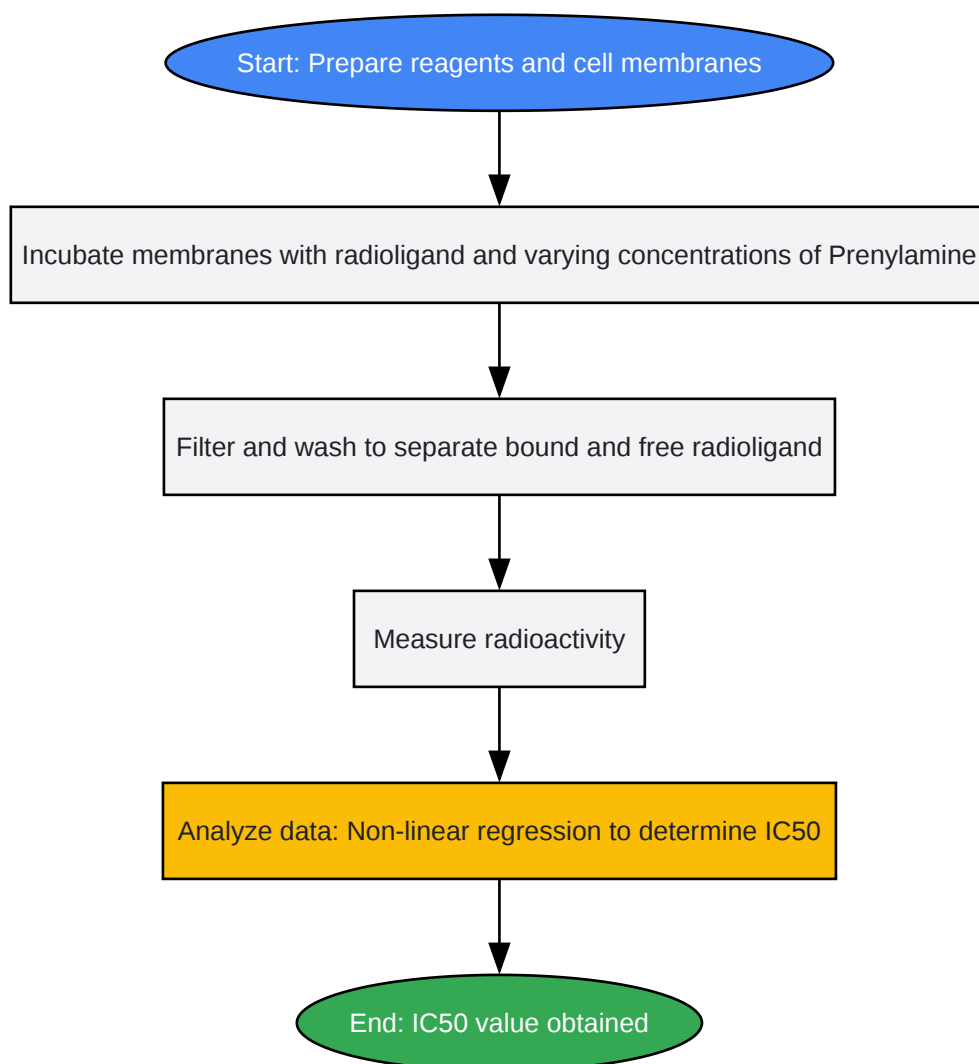 Start: Prepare reagents and cell membranes
Incubate membranes with radioligand and varying concentrations of Prenylamine
Filter and wash to separate bound and free radioligand
Measure radioactivity
Analyze data: Non-linear regression to determine IC50
End: IC50 value obtained